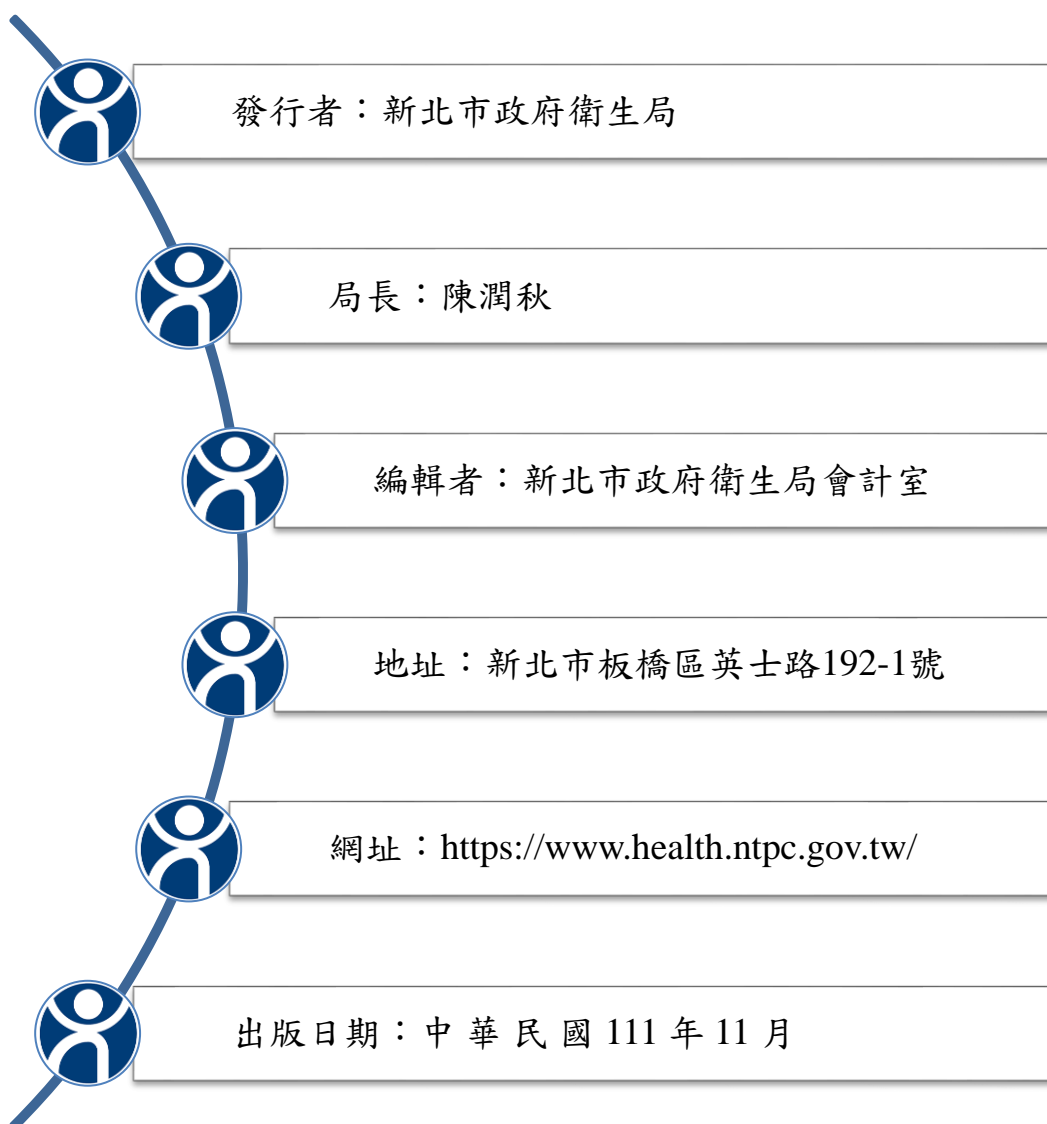 發行者：新北市政府衛生局
局長：陳潤秋
編輯者：新北市政府衛生局會計室
地址：新北市板橋區英士路192-1號
網址：https://www.health.ntpc.gov.tw/
出版日期：中 華 民 國 111 年 11 月